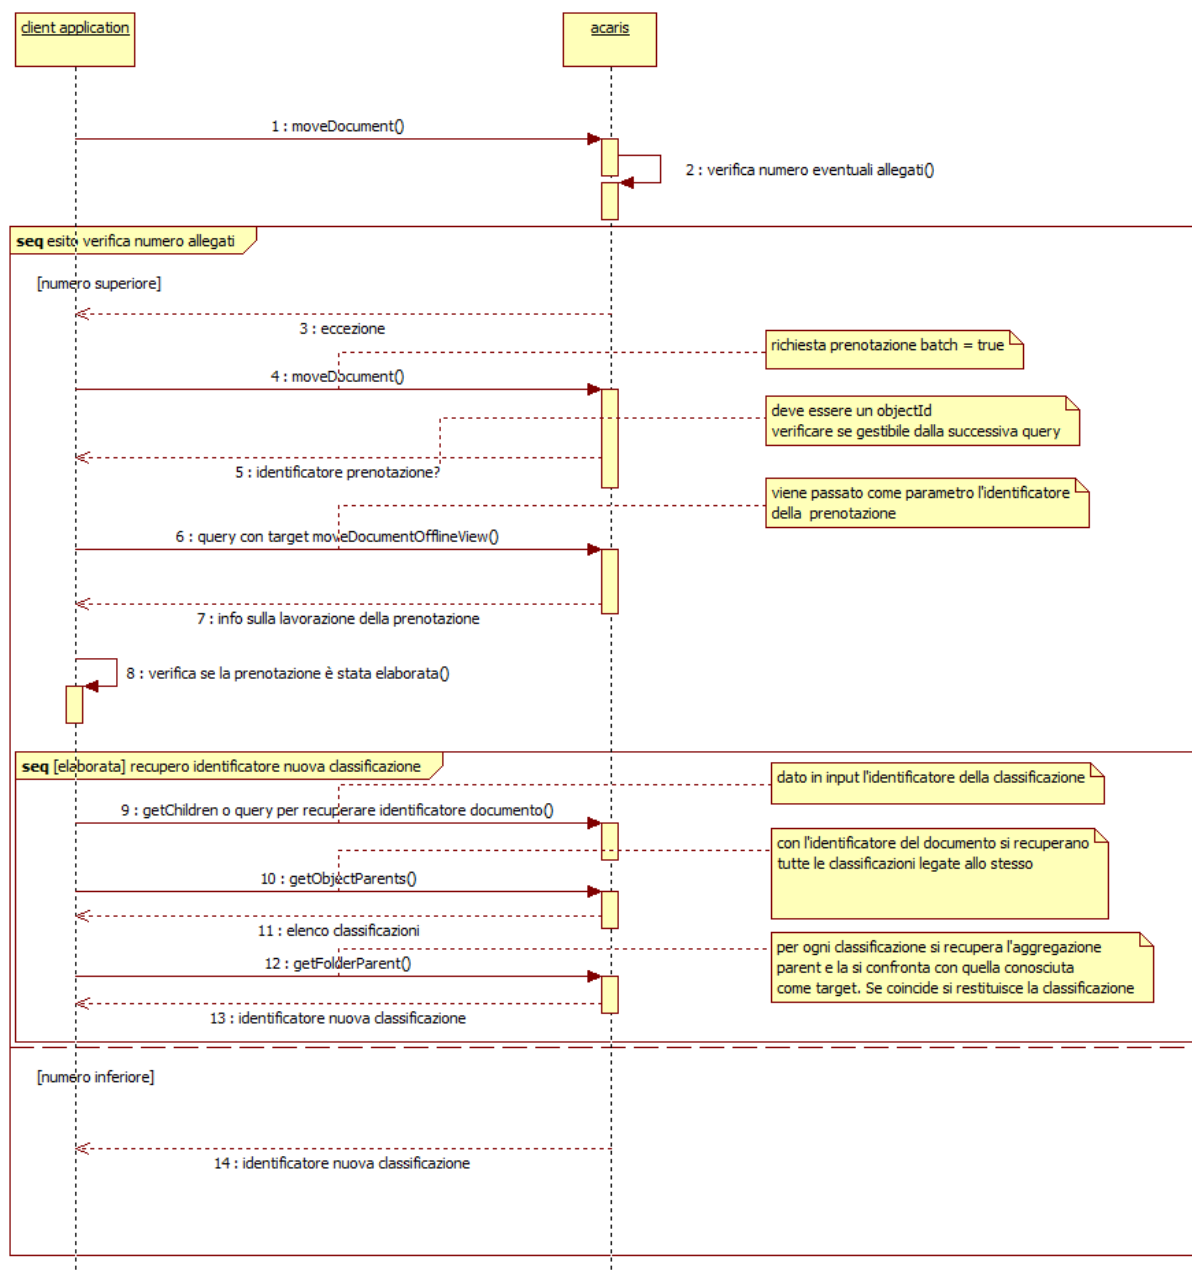 client application
acaris
1 : moveDocument()
2 : verifica numero eventuali allegati()
seq esito verifica numero allegati
[numero superiore]
3 : eccezione
richiesta prenotazione batch = true
4 : moveDocument()
deve essere un objectId
verificare se gestibile dalla successiva query
5 : identificatore prenotazione?
viene passato come parametro l'identificatore
della prenotazione
6 : query con target moveDocumentOfflineView()
7 : info sulla lavorazione della prenotazione
8 : verifica se la prenotazione è stata elaborata()
seq [elaborata] recupero identificatore nuova classificazione
dato in input l'identificatore della classificazione
9 : getChildren o query per recuperare identificatore documento()
con l'identificatore del documento si recuperano
tutte le classificazioni legate allo stesso
10 : getObjectParents()
11 : elenco classificazioni
per ogni classificazione si recupera l'aggregazione
parent e la si confronta con quella conosciuta
come target. Se coincide si restituisce la classificazione
12 : getFolderParent()
13 : identificatore nuova classificazione
[numero inferiore]
14 : identificatore nuova classificazione